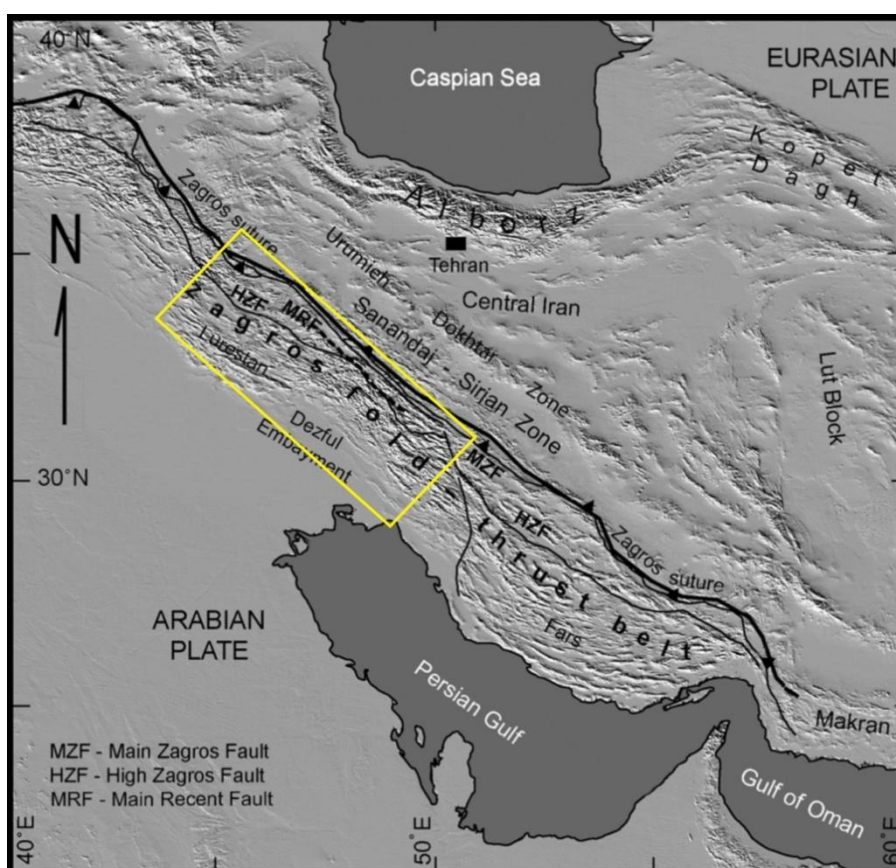 40°N
Caspian Sea
EURASIAN
PLATE
Kopet
Dagh
Alborz
Zagros suture
N
Tehran
Urumieh - Dokhtar Zone
Central Iran
Sanandaj - Sirjan Zone
HZF
MRF
Zagros fold
Lurestan
Lut Block
Dezful
Embayment
MZF
30°N
HZF
thrust belt
Zagros suture
ARABIAN
PLATE
Fars
Persian Gulf
Makran
MZF - Main Zagros Fault
HZF - High Zagros Fault
MRF - Main Recent Fault
Gulf of Oman
40°E
50°E